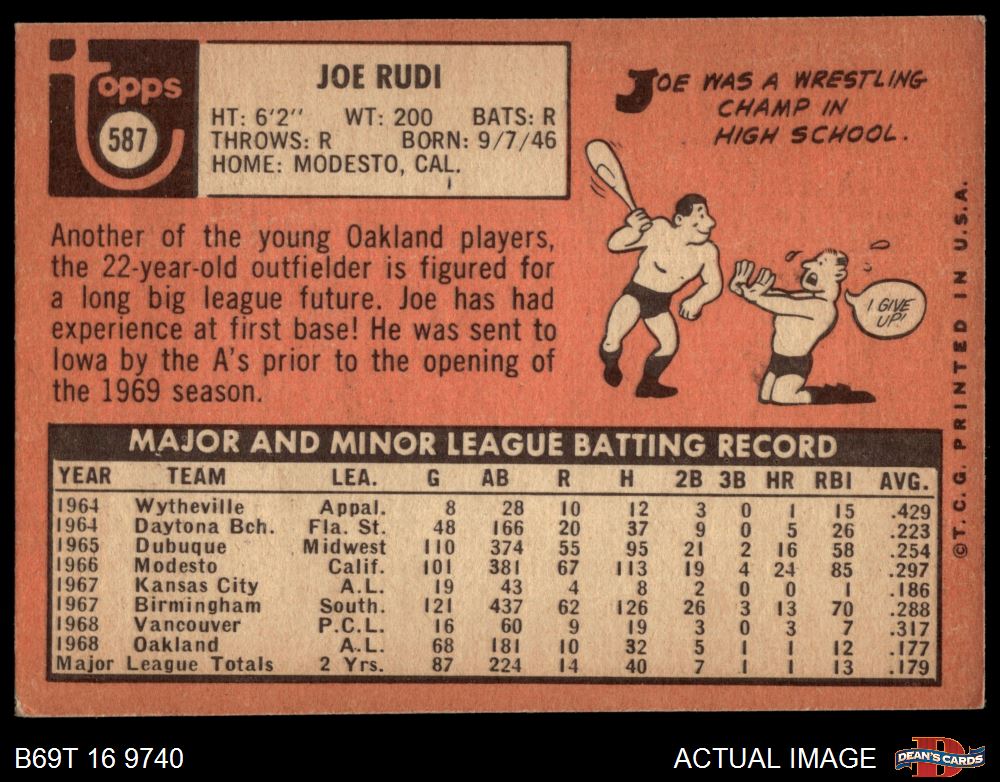 Topps
587
JOE RUDI
HT: 6'2" WT: 200 BATS: R
THROWS: R BORN: 9/7/46
HOME: MODESTO, CAL.
JOE WAS A WRESTLING
CHAMP IN
HIGH SCHOOL.
I GIVE
UP!
Another of the young Oakland players,
the 22-year-old outfielder is figured for
a long big league future. Joe has had
experience at first base! He was sent to
Iowa by the A's prior to the opening of
the 1969 season.
MAJOR AND MINOR LEAGUE BATTING RECORD
YEAR TEAM LEA. G AB R H 2B 3B HR RBI AVG.
1964 Wytheville Appal. 8 28 10 12 3 0 1 15 .429
1964 Daytona Bch. Fla. St. 48 166 20 37 9 0 5 26 .223
1965 Dubuque Midwest 110 374 55 95 21 2 16 58 .254
1966 Modesto Calif. 101 381 67 113 19 4 24 85 .297
1967 Kansas City A.L. 19 43 4 8 2 0 0 1 .186
1967 Birmingham South. 121 437 62 126 26 3 13 70 .288
1968 Vancouver P.C.L. 16 60 9 19 3 0 3 7 .317
1968 Oakland A.L. 68 181 10 32 5 1 1 12 .177
Major League Totals 2 Yrs. 87 224 14 40 7 1 1 13 .179
©T.C.G. PRINTED IN U.S.A.
B69T 16 9740
ACTUAL IMAGE
D
DEAN'S CARDS